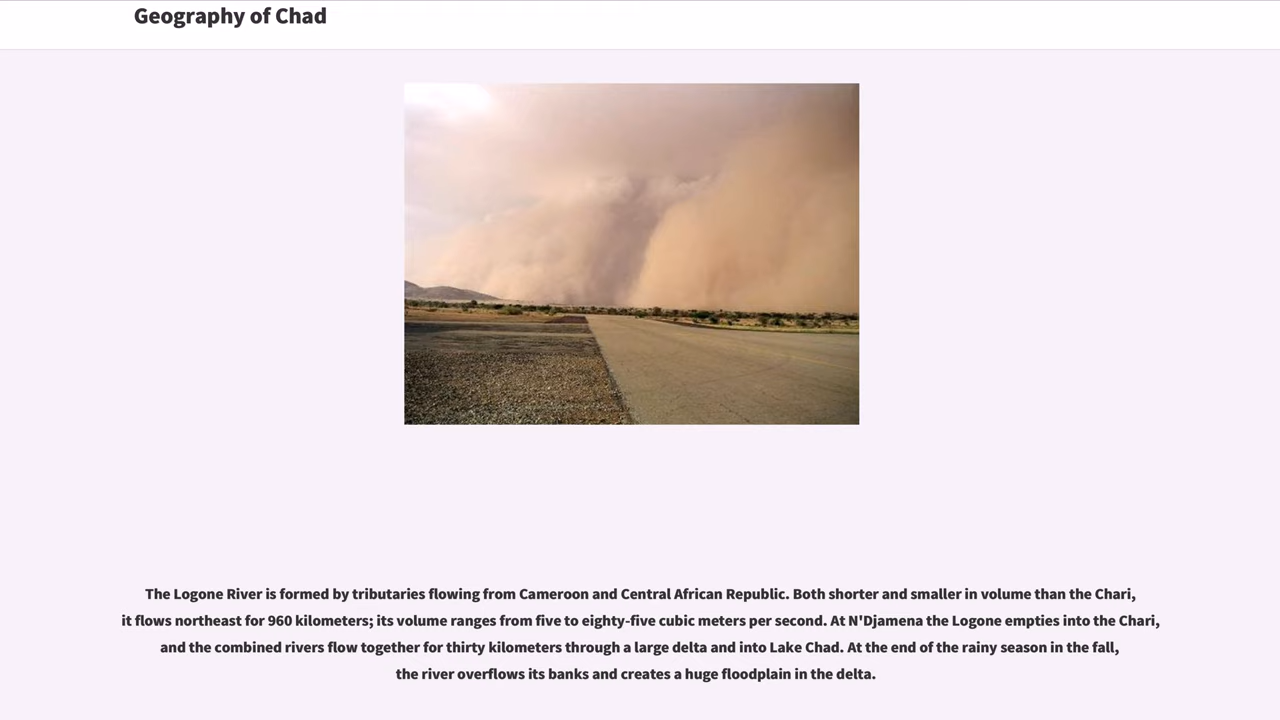 Geography of Chad
The Logone River is formed by tributaries flowing from Cameroon and Central African Republic. Both shorter and smaller in volume than the Chari,
it flows northeast for 960 kilometers; its volume ranges from five to eighty-five cubic meters per second. At N'Djamena the Logone empties into the Chari,
and the combined rivers flow together for thirty kilometers through a large delta and into Lake Chad. At the end of the rainy season in the fall,
the river overflows its banks and creates a huge floodplain in the delta.